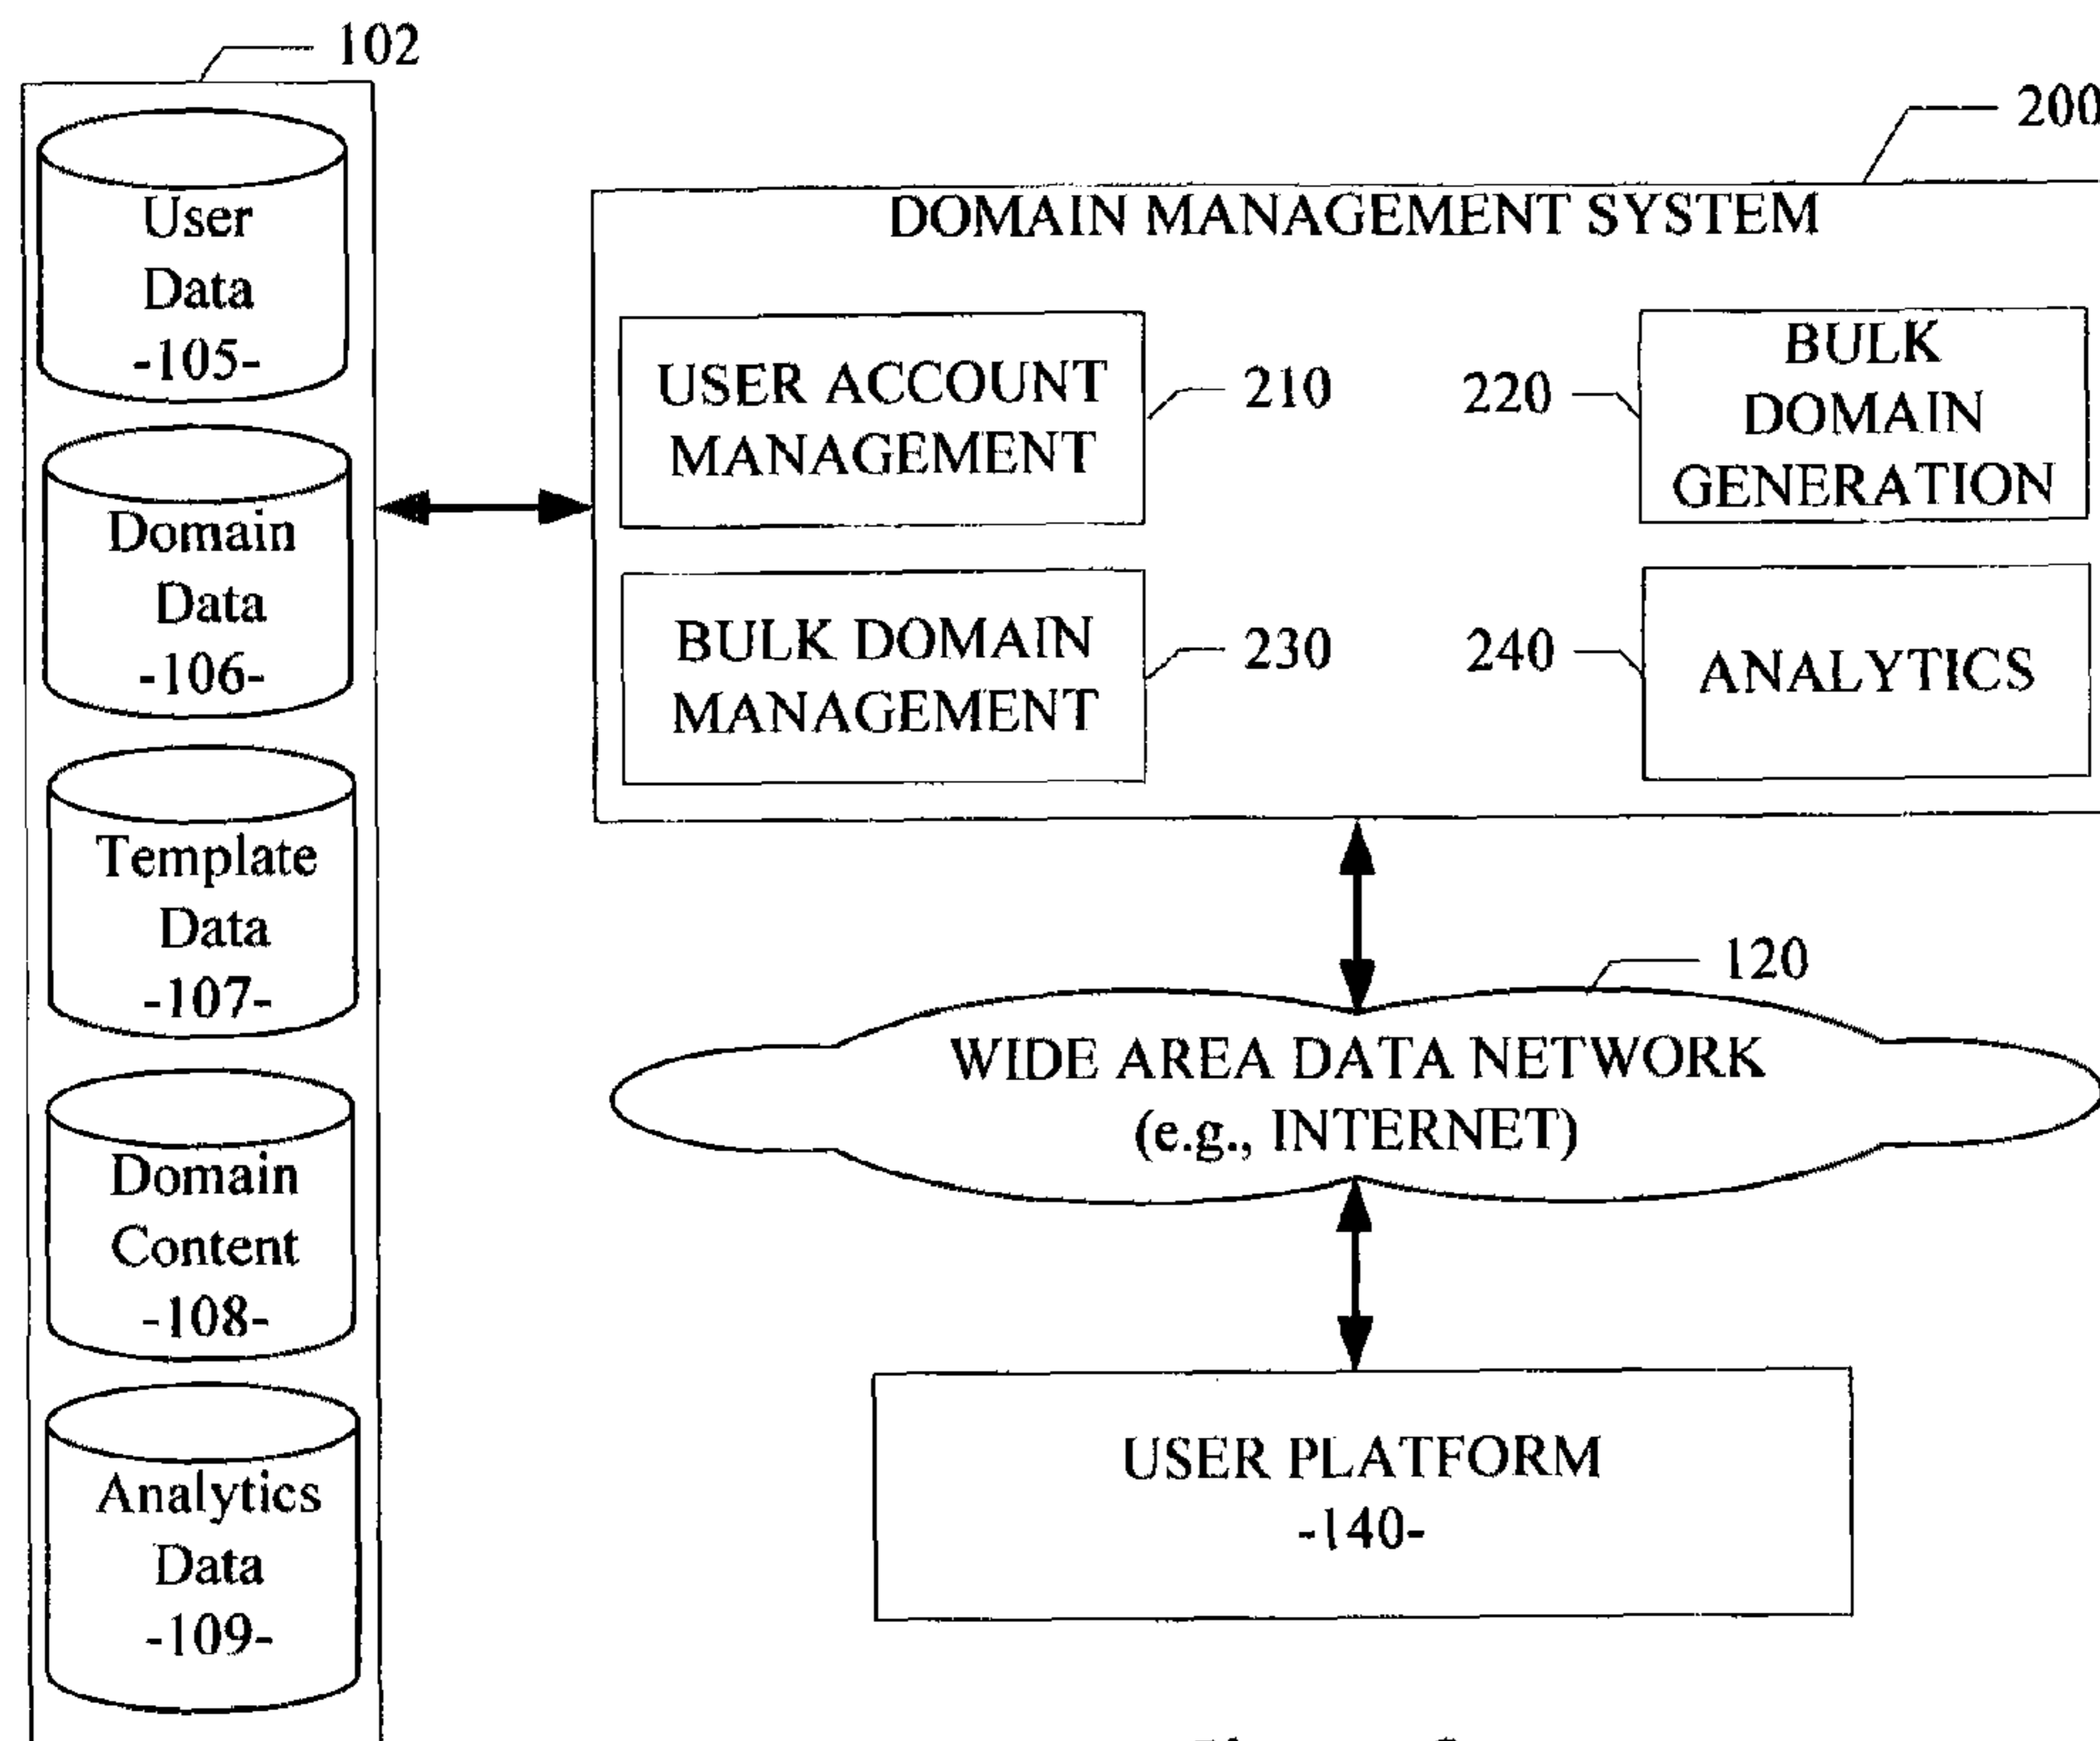 102
User
Data
-105-
Domain
Data
-106-
Template
Data
-107-
Domain
Content
-108-
Analytics
Data
-109-
200
DOMAIN MANAGEMENT SYSTEM
USER ACCOUNT
MANAGEMENT
210
220
BULK
DOMAIN
GENERATION
BULK DOMAIN
MANAGEMENT
230
240
ANALYTICS
120
WIDE AREA DATA NETWORK
(e.g., INTERNET)
USER PLATFORM
-140-